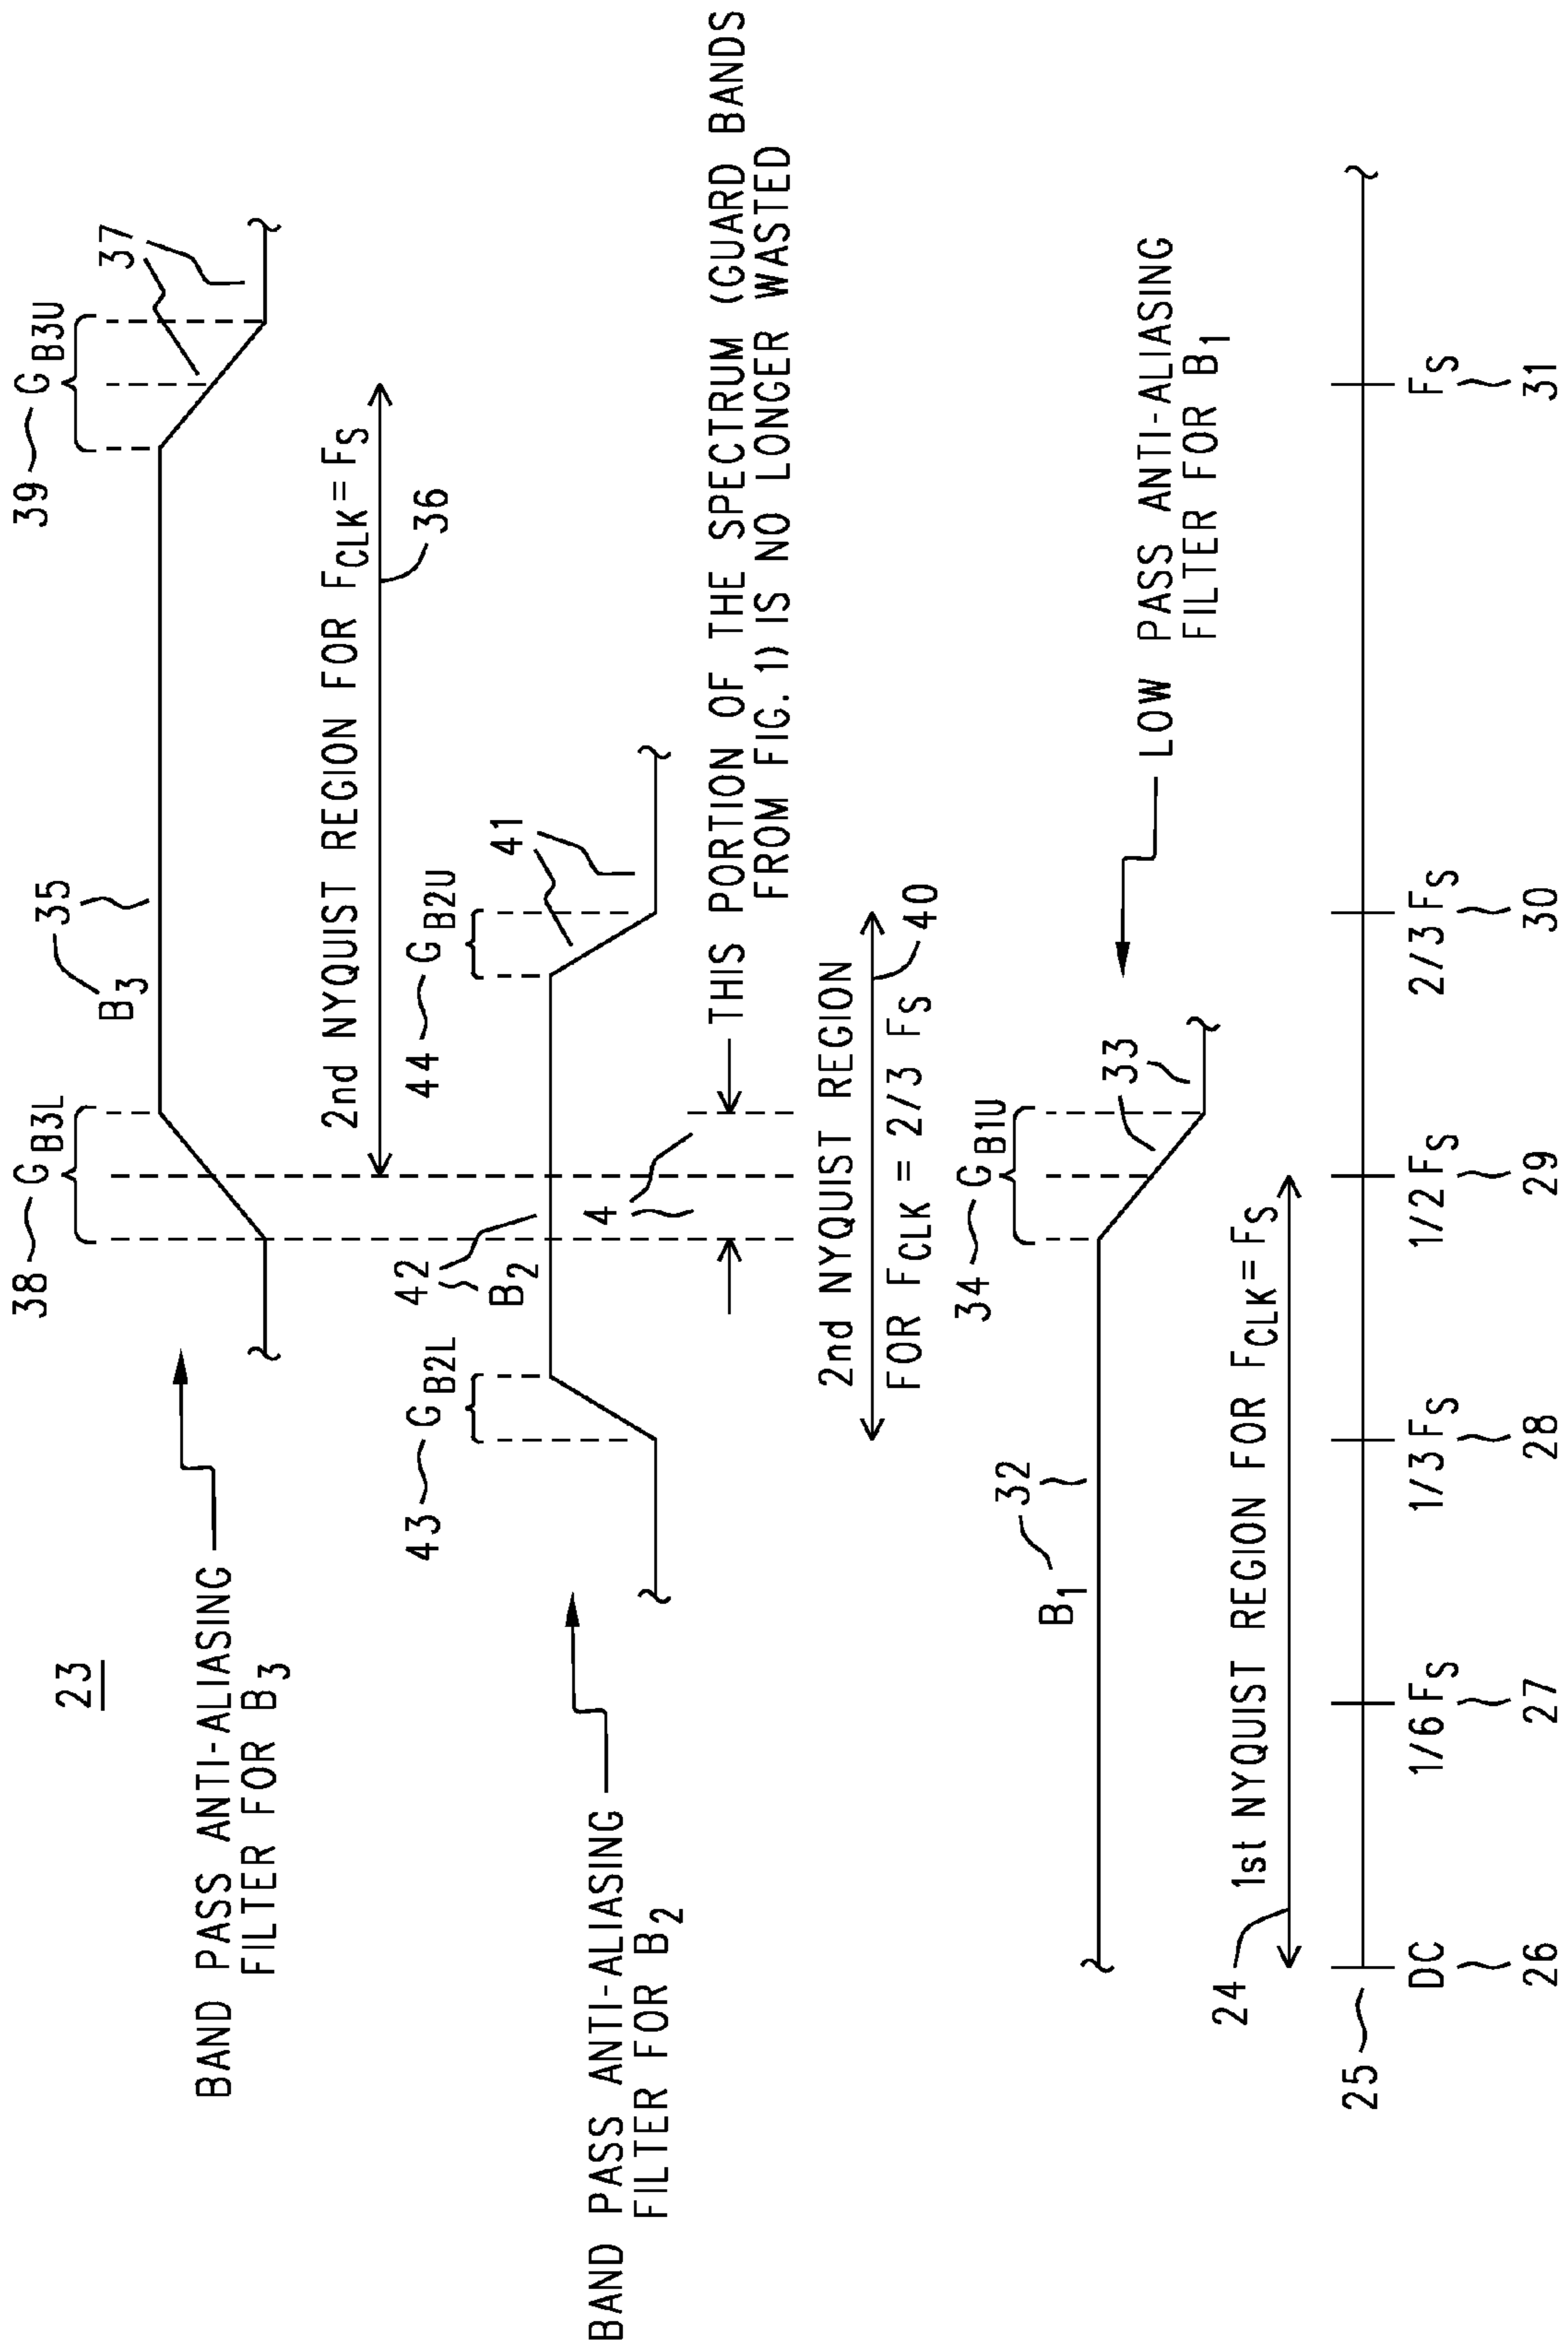 23
BAND PASS ANTI-ALIASING
FILTER FOR B3
38 GB3L
B3 35
39 GB3U
37
2nd NYQUIST REGION FOR FCLK = FS
36
BAND PASS ANTI-ALIASING
FILTER FOR B2
43 GB2L
42
B2
44 GB2U
41
4
THIS PORTION OF THE SPECTRUM (GUARD BANDS
FROM FIG. 1) IS NO LONGER WASTED
2nd NYQUIST REGION
FOR FCLK = 2/3 FS
40
B1 32
34 GB1U
33
LOW PASS ANTI-ALIASING
FILTER FOR B1
24
1st NYQUIST REGION FOR FCLK = FS
25
DC 1/6 FS 1/3 FS 1/2 FS 2/3 FS FS
26 27 28 29 30 31